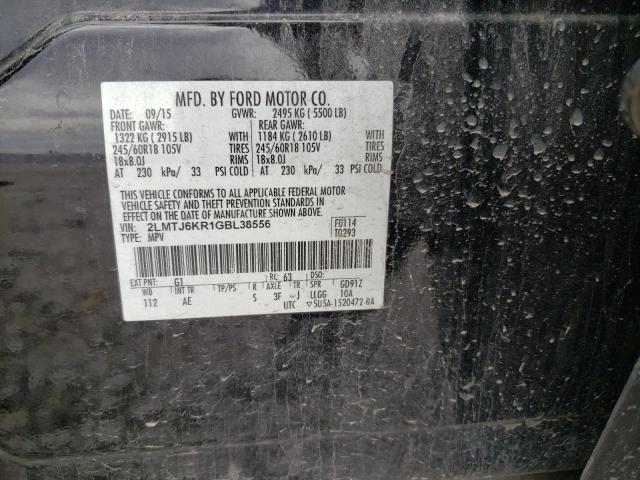 MFD. BY FORD MOTOR CO.
DATE: 09/15 GVWR: 2495 KG ( 5500 LB)
FRONT GAWR: REAR GAWR:
1322 KG ( 2915 LB) WITH 1184 KG ( 2610 LB) WITH
245/60R18 105V TIRES 245/60R18 105V TIRES
18x8.0J RIMS 18x8.0J RIMS
AT 230 kPa/ 33 PSI COLD AT 230 kPa/ 33 PSI COLD
THIS VEHICLE CONFORMS TO ALL APPLICABLE FEDERAL MOTOR
VEHICLE SAFETY AND THEFT PREVENTION STANDARDS IN EFFECT
ON THE DATE OF MANUFACTURE SHOWN ABOVE.
VIN: 2LMTJ6KR1GBL38556 F0114
TYPE: MPV T0293
EXT PNT: G1 RC: 63 DSO:
WB INT TR TP/PS R AXLE TR SPR GD91Z
112 AE S 3F J LLGG 10A
UTC ▽5U5A-1520472-BA